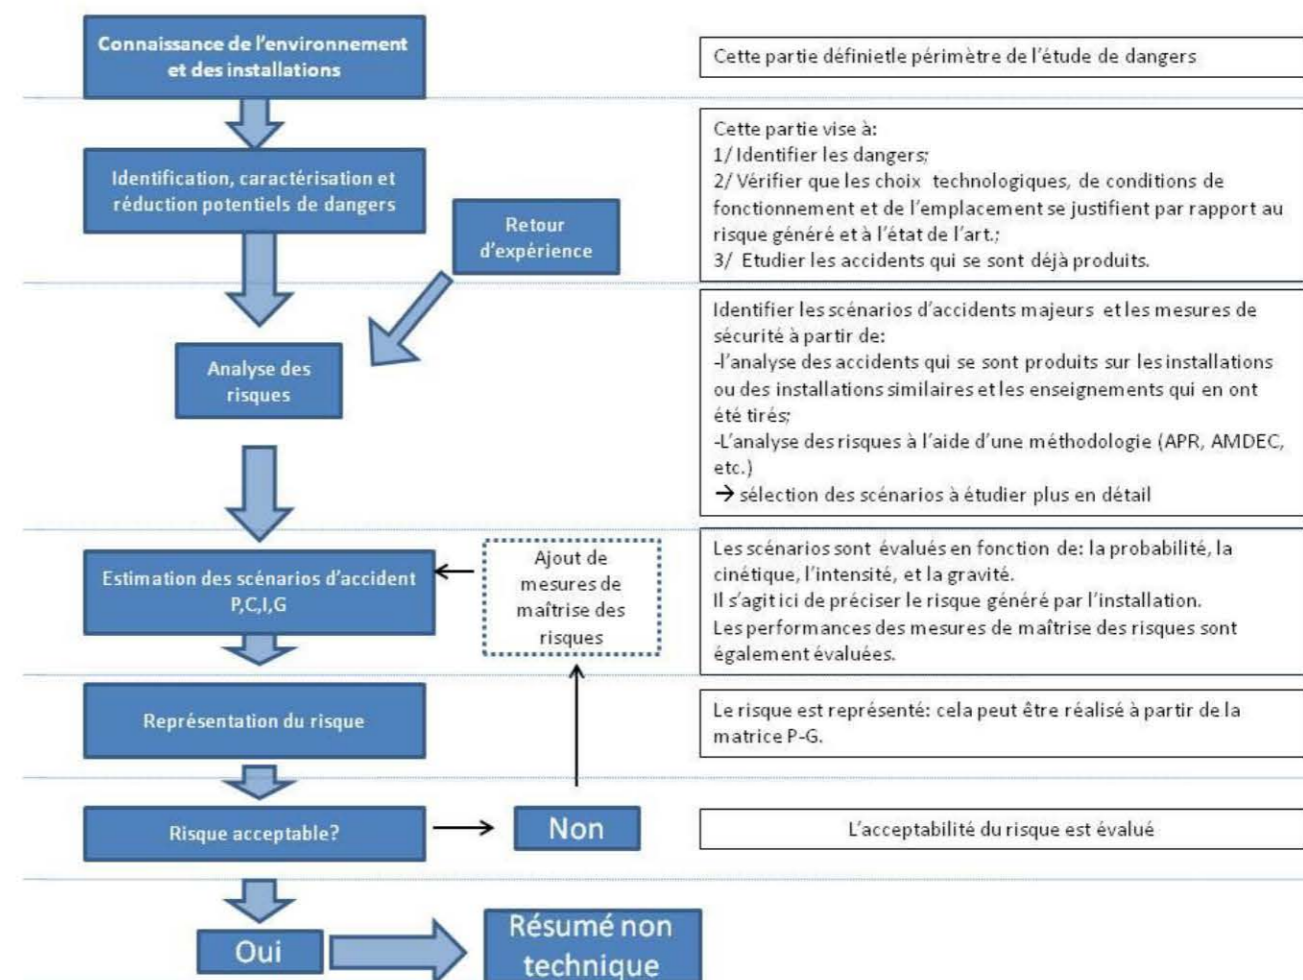 Connaissance de l'environnement
et des installations
Cette partie définietle périmètre de l'étude de dangers
Identification, caractérisation et
réduction potentiels de dangers
Retour
d'expérience
Cette partie vise à:
1/ Identifier les dangers;
2/ Vérifier que les choix technologiques, de conditions de
fonctionnement et de l'emplacement se justifient par rapport au
risque généré et à l'état de l'art.;
3/ Etudier les accidents qui se sont déjà produits.
Analyse des
risques
Identifier les scénarios d'accidents majeurs et les mesures de
sécurité à partir de:
-l'analyse des accidents qui se sont produits sur les installations
ou des installations similaires et les enseignements qui en ont
été tirés;
-L'analyse des risques à l'aide d'une méthodologie (APR, AMDEC,
etc.)
→ sélection des scénarios à étudier plus en détail
Estimation des scénarios d'accident
P,C,I,G
Ajout de
mesures de
maîtrise des
risques
Les scénarios sont évalués en fonction de: la probabilité, la
cinétique, l'intensité, et la gravité.
Il s'agit ici de préciser le risque généré par l'installation.
Les performances des mesures de maîtrise des risques sont
également évaluées.
Représentation du risque
Le risque est représenté: cela peut être réalisé à partir de la
matrice P-G.
Risque acceptable?
Non
L'acceptabilité du risque est évalué
Oui
Résumé non
technique